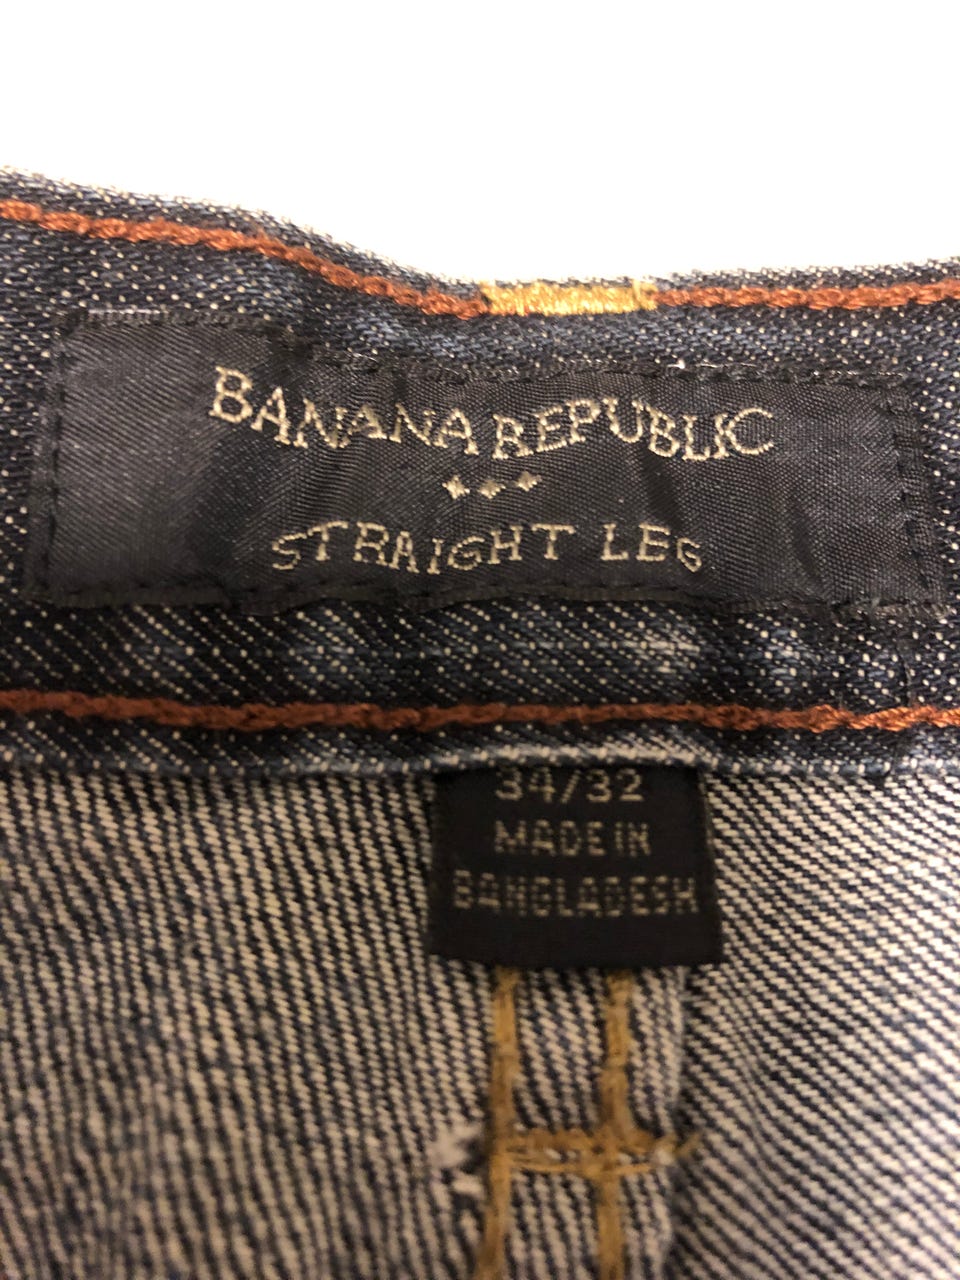 BANANA REPUBLIC
STRAIGHT LEG
34/32
MADE IN
BANGLADESH